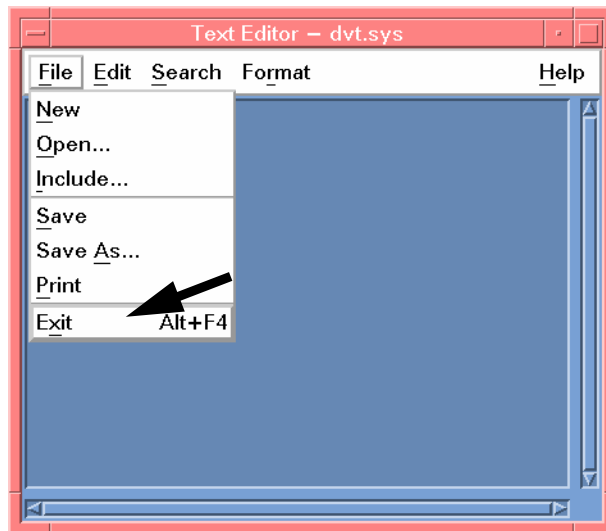 Text Editor – dvt.sys
File Edit Search Format Help
New
Open...
Include...
Save
Save As...
Print
Exit Alt+F4